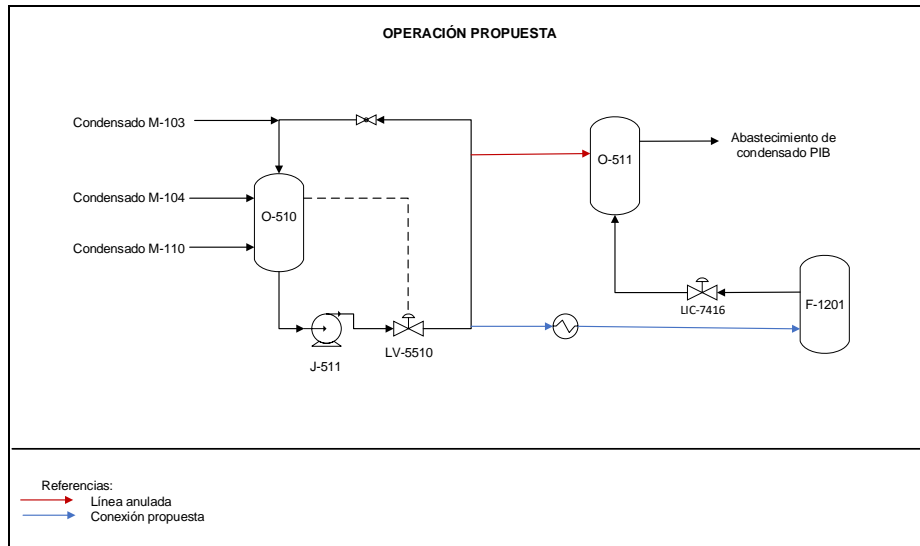 OPERACIÓN PROPUESTA
Condensado M-103
Condensado M-104
Condensado M-110
O-510
J-511
LV-5510
O-511
Abastecimiento de
condensado PIB
LIC-7416
F-1201
Referencias:
Línea anulada
Conexión propuesta